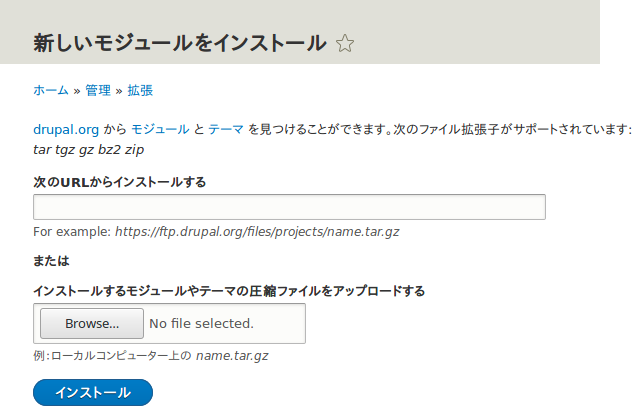 新しいモジュールをインストール
ホーム » 管理 » 拡張
drupal.org から モジュール と テーマ を見つけることができます。次のファイル拡張子がサポートされています:
tar tgz gz bz2 zip
次のURLからインストールする
For example: https://ftp.drupal.org/files/projects/name.tar.gz
または
インストールするモジュールやテーマの圧縮ファイルをアップロードする
Browse... No file selected.
例：ローカルコンピューター上の name.tar.gz
インストール